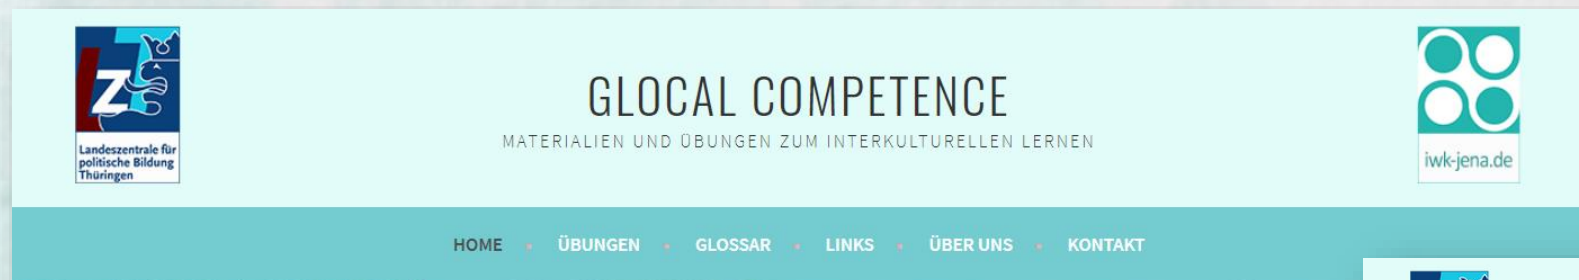 LZ
Landeszentrale für
politische Bildung
Thüringen
GLOCAL COMPETENCE
MATERIALIEN UND ÜBUNGEN ZUM INTERKULTURELLEN LERNEN
iwk-jena.de
HOME ÜBUNGEN GLOSSAR LINKS ÜBER UNS KONTAKT